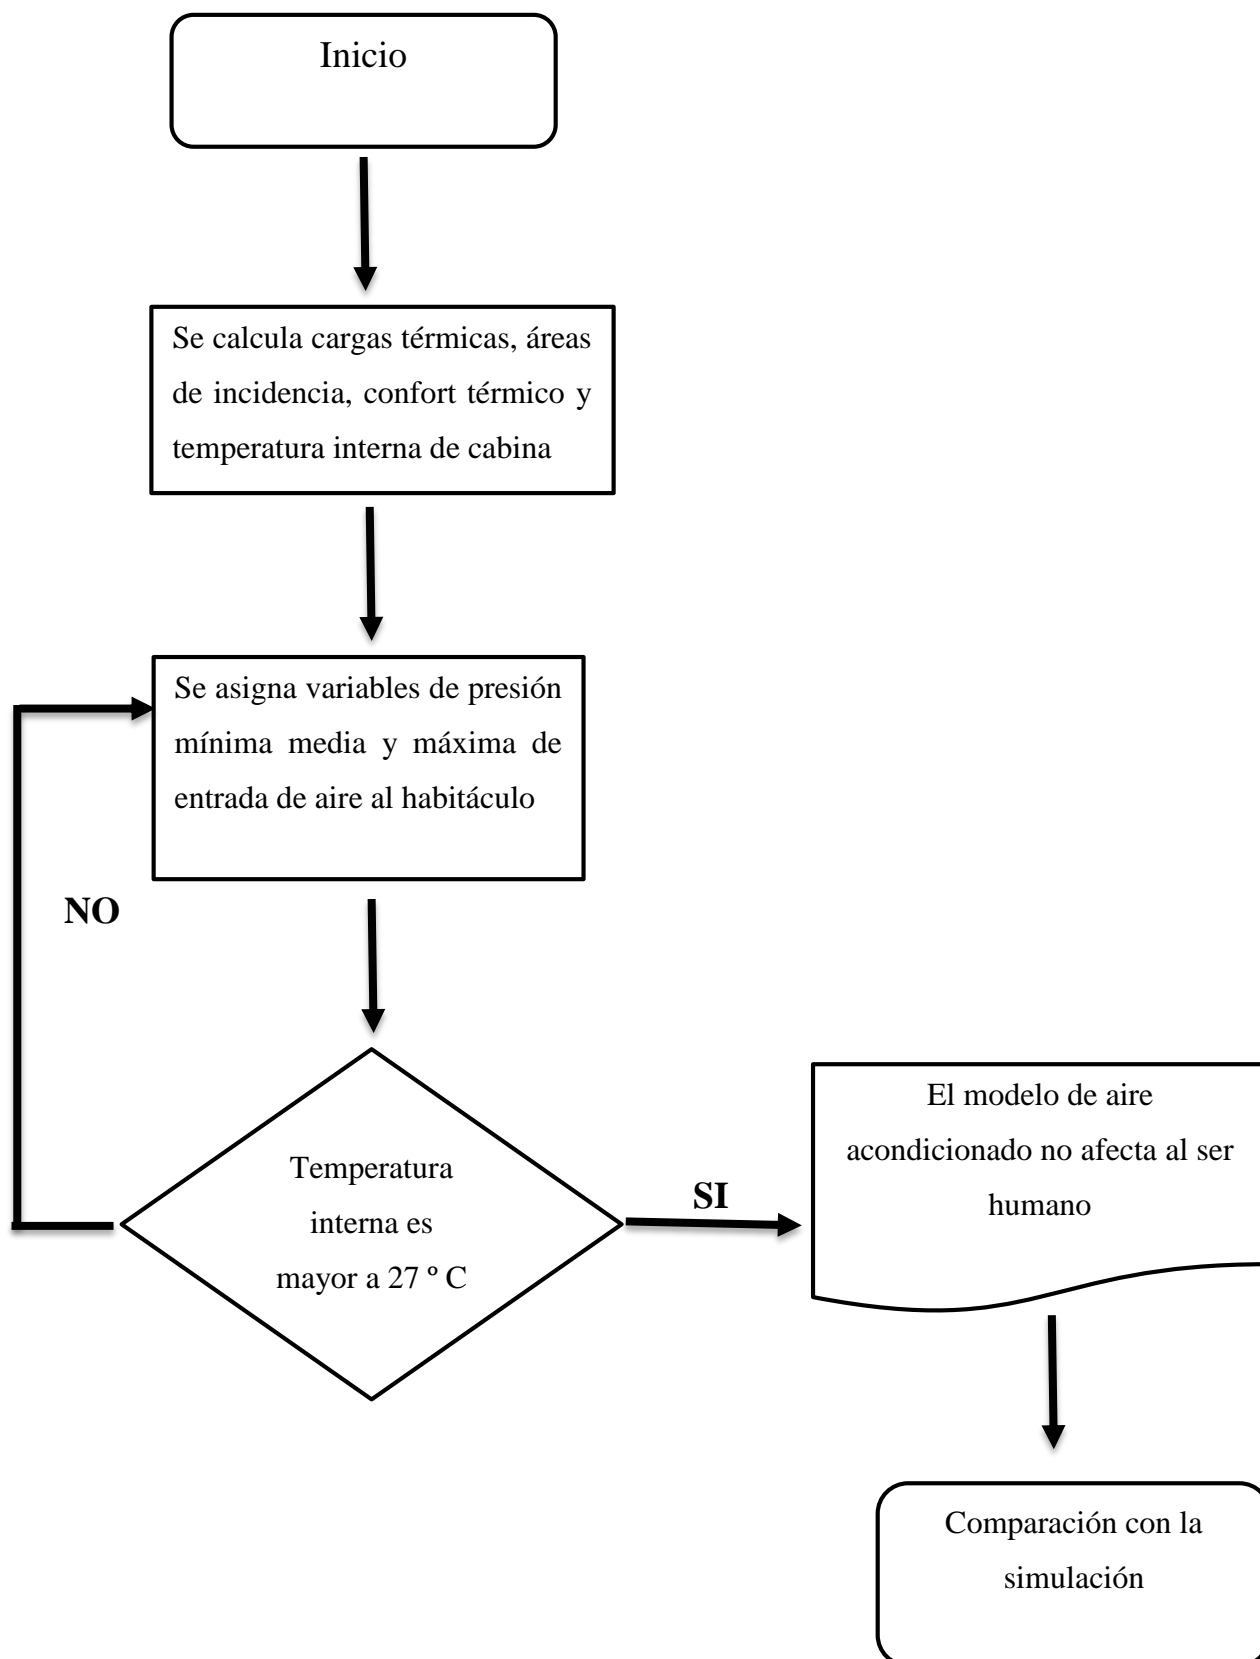 Inicio
Se calcula cargas térmicas, áreas
de incidencia, confort térmico y
temperatura interna de cabina
Se asigna variables de presión
mínima media y máxima de
entrada de aire al habitáculo
NO
Temperatura
interna es
mayor a 27 º C
SI
El modelo de aire
acondicionado no afecta al ser
humano
Comparación con la
simulación